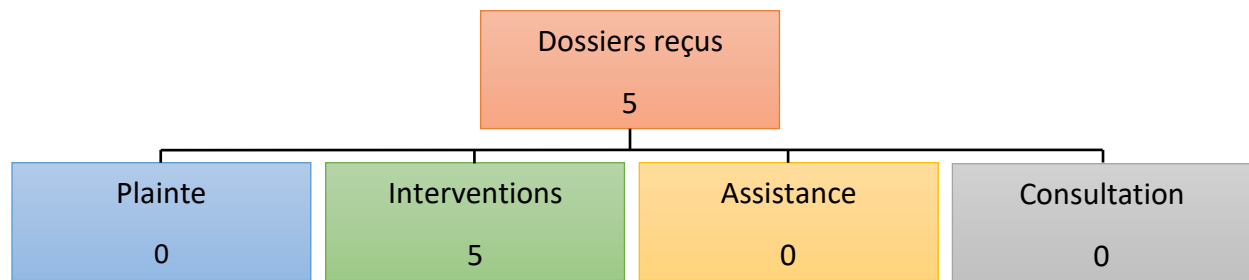 Dossiers reçus
5
Plainte
0
Interventions
5
Assistance
0
Consultation
0